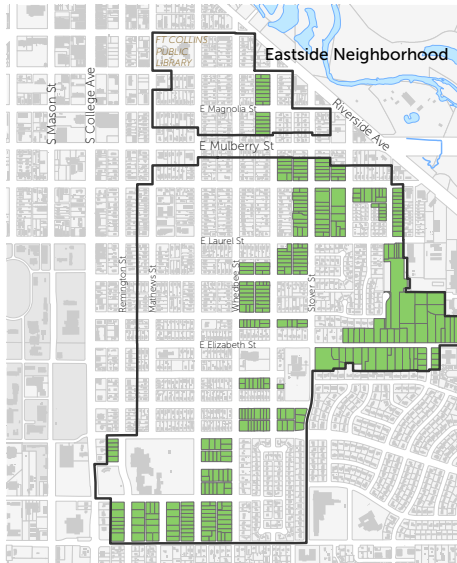 FT COLLINS
PUBLIC
LIBRARY
Eastside Neighborhood
S Mason St
S College Ave
E Magnolia St
Riverside Ave
E Mulberry St
E Laurel St
Remington St
Mathews St
Whedbee St
Stover St
E Elizabeth St